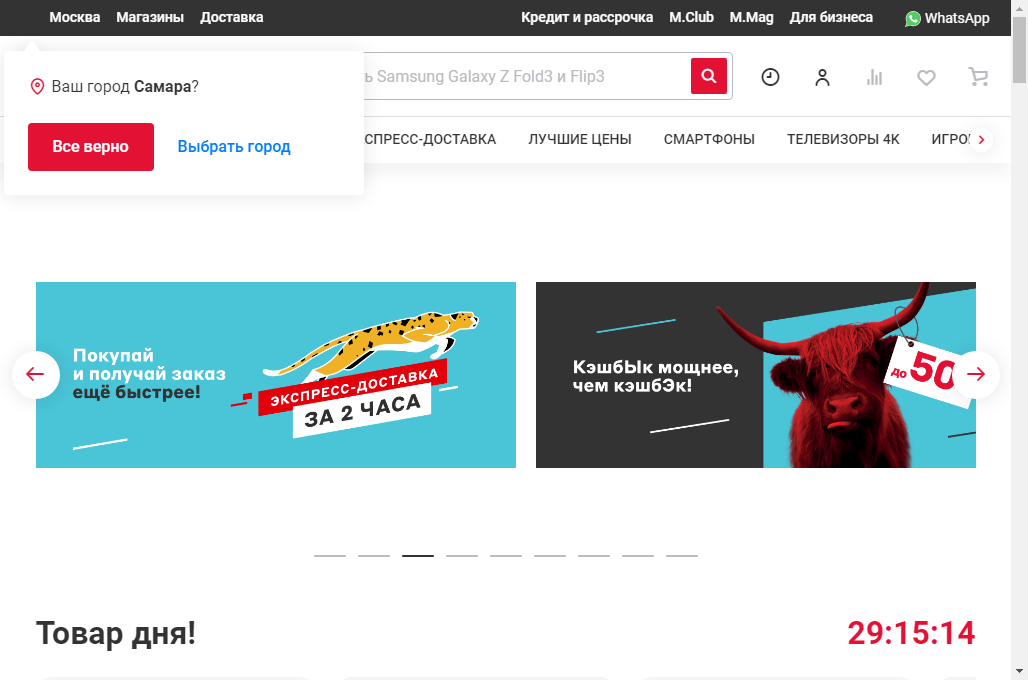 Москва Магазины Доставка Кредит и рассрочка M.Club M.Mag Для бизнеса WhatsApp
Ваш город Самара?
Все верно Выбрать город
Samsung Galaxy Z Fold3 и Flip3
СПРЕСС-ДОСТАВКА ЛУЧШИЕ ЦЕНЫ СМАРТФОНЫ ТЕЛЕВИЗОРЫ 4K ИГРО
Покупай
и получай заказ
ещё быстрее!
ЭКСПРЕСС-ДОСТАВКА
ЗА 2 ЧАСА
КэшбЫк мощнее,
чем кэшбЭк!
до 50
Товар дня! 29:15:14